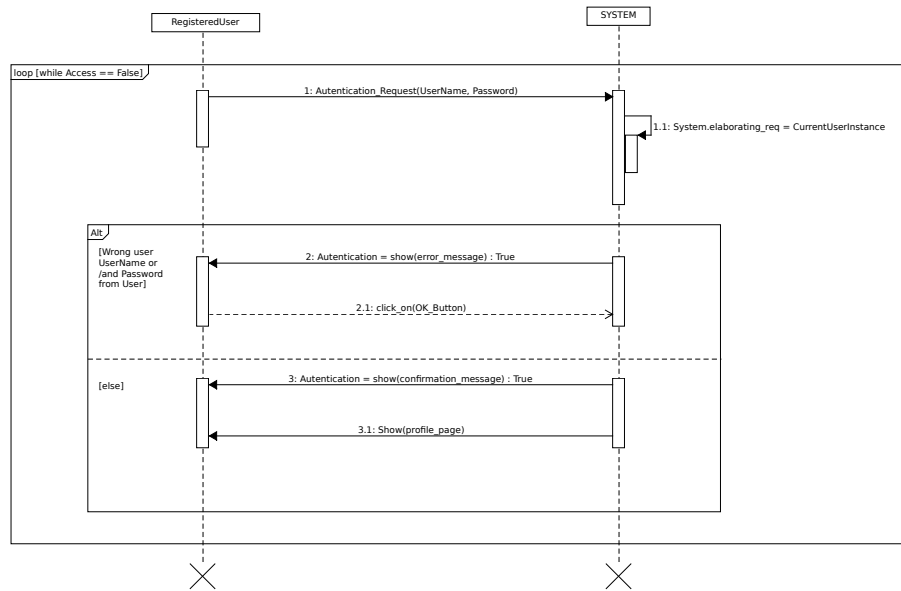 RegisteredUser
SYSTEM
loop [while Access == False]
1: Autentication_Request(UserName, Password)
1.1: System.elaborating_req = CurrentUserInstance
Alt
[Wrong user
UserName or
/and Password
from User]
2: Autentication = show(error_message) : True
2.1: click_on(OK_Button)
[else]
3: Autentication = show(confirmation_message) : True
3.1: Show(profile_page)